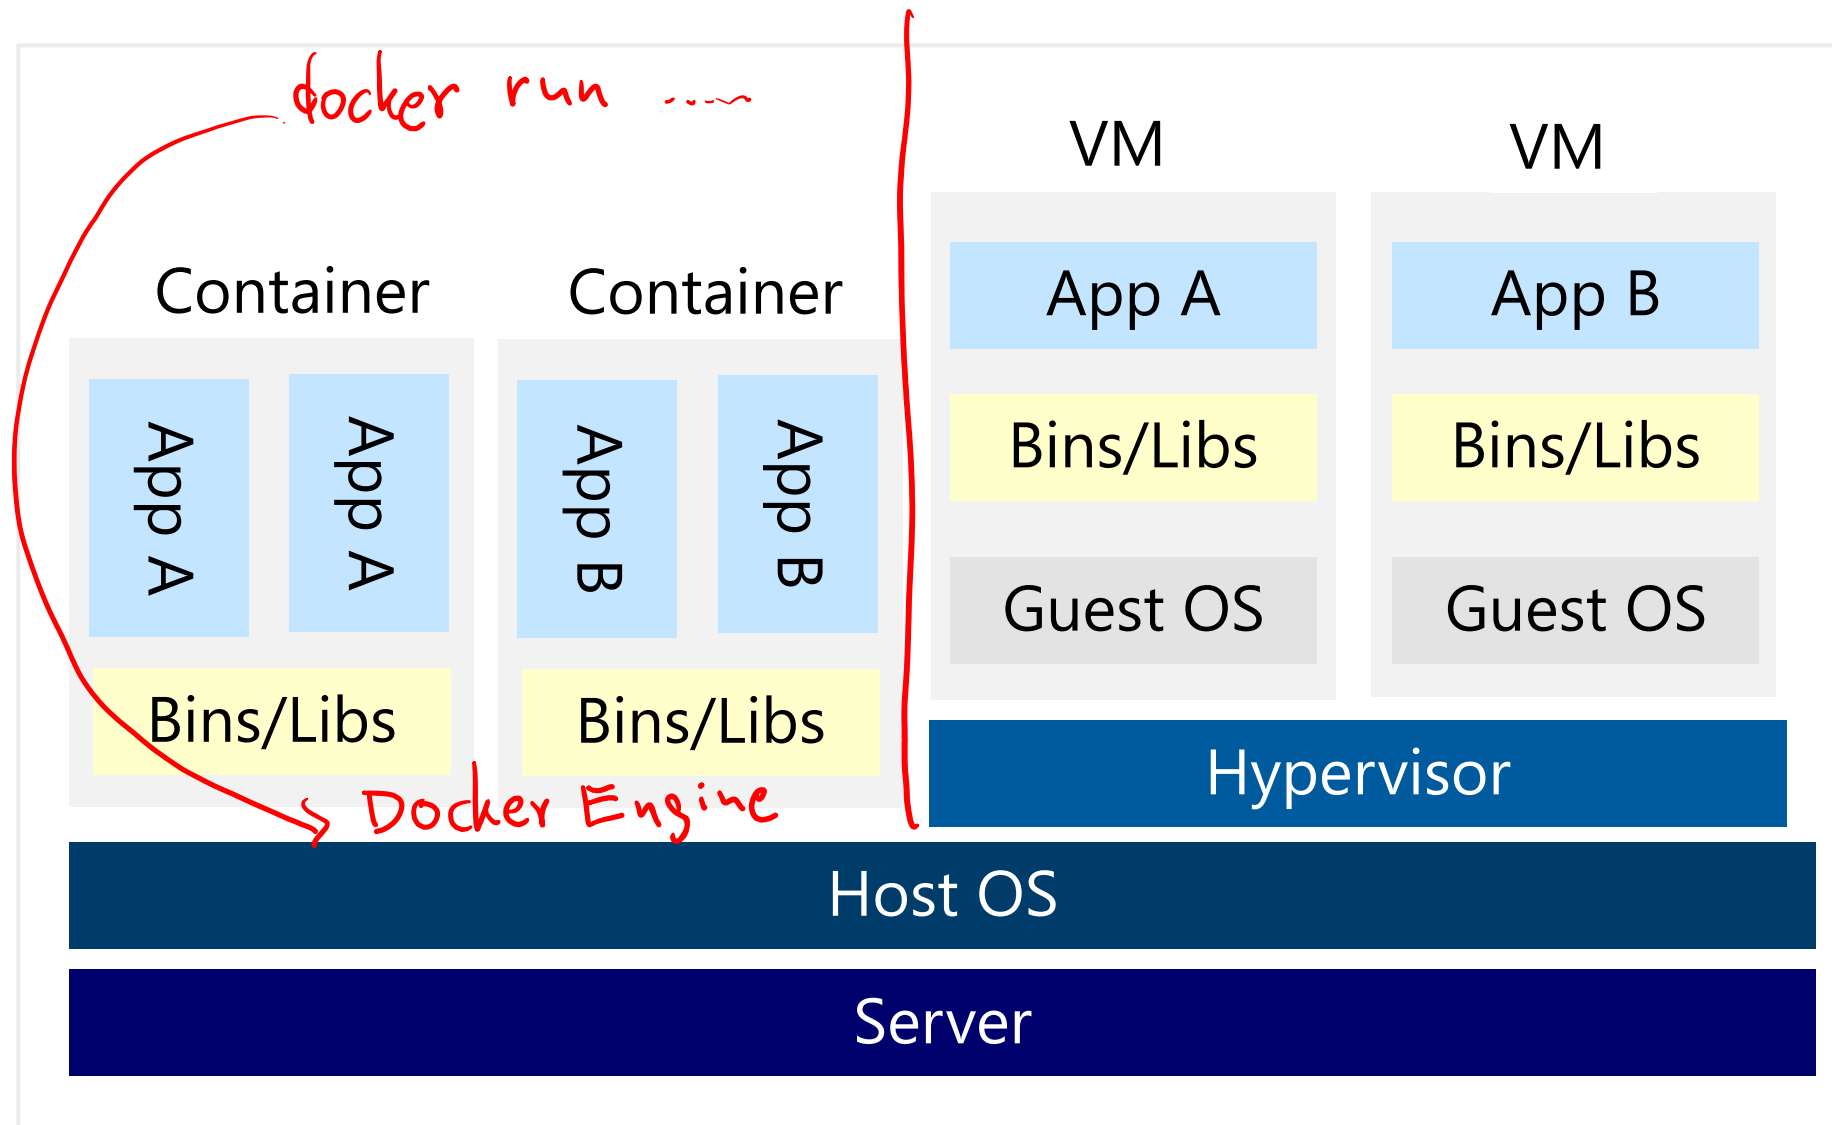 docker run ....~
Container
App A
App A
Bins/Libs
Container
App B
App B
Bins/Libs
Docker Engine
VM
App A
Bins/Libs
Guest OS
VM
App B
Bins/Libs
Guest OS
Hypervisor
Host OS
Server